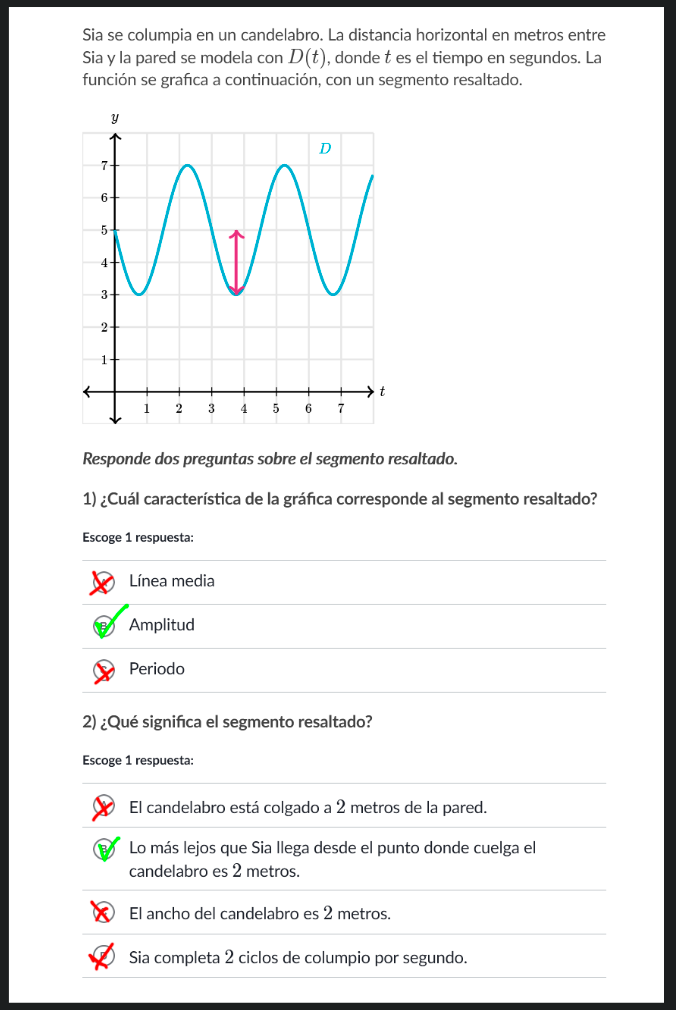 Sia se columpia en un candelabro. La distancia horizontal en metros entre
Sia y la pared se modela con D(t), donde t es el tiempo en segundos. La
función se grafica a continuación, con un segmento resaltado.
y
D
7
6
5
4
3
2
1
t
1 2 3 4 5 6 7
Responde dos preguntas sobre el segmento resaltado.
1) ¿Cuál característica de la gráfica corresponde al segmento resaltado?
Escoge 1 respuesta:
Línea media
B Amplitud
Periodo
2) ¿Qué significa el segmento resaltado?
Escoge 1 respuesta:
El candelabro está colgado a 2 metros de la pared.
Lo más lejos que Sia llega desde el punto donde cuelga el
candelabro es 2 metros.
El ancho del candelabro es 2 metros.
Sia completa 2 ciclos de columpio por segundo.